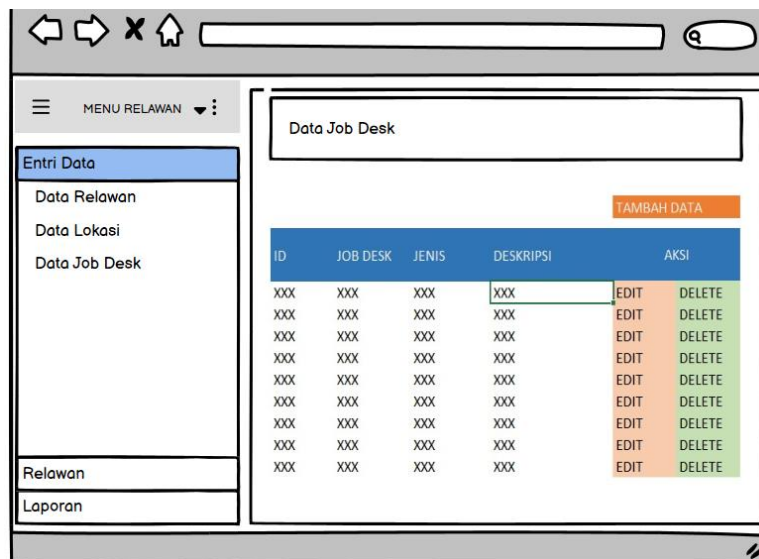 MENU RELAWAN
Entri Data
Data Relawan
Data Lokasi
Data Job Desk
Relawan
Laporan
Data Job Desk
TAMBAH DATA
ID JOB DESK JENIS DESKRIPSI AKSI
XXX XXX XXX XXX EDIT DELETE
XXX XXX XXX XXX EDIT DELETE
XXX XXX XXX XXX EDIT DELETE
XXX XXX XXX XXX EDIT DELETE
XXX XXX XXX XXX EDIT DELETE
XXX XXX XXX XXX EDIT DELETE
XXX XXX XXX XXX EDIT DELETE
XXX XXX XXX XXX EDIT DELETE
XXX XXX XXX XXX EDIT DELETE